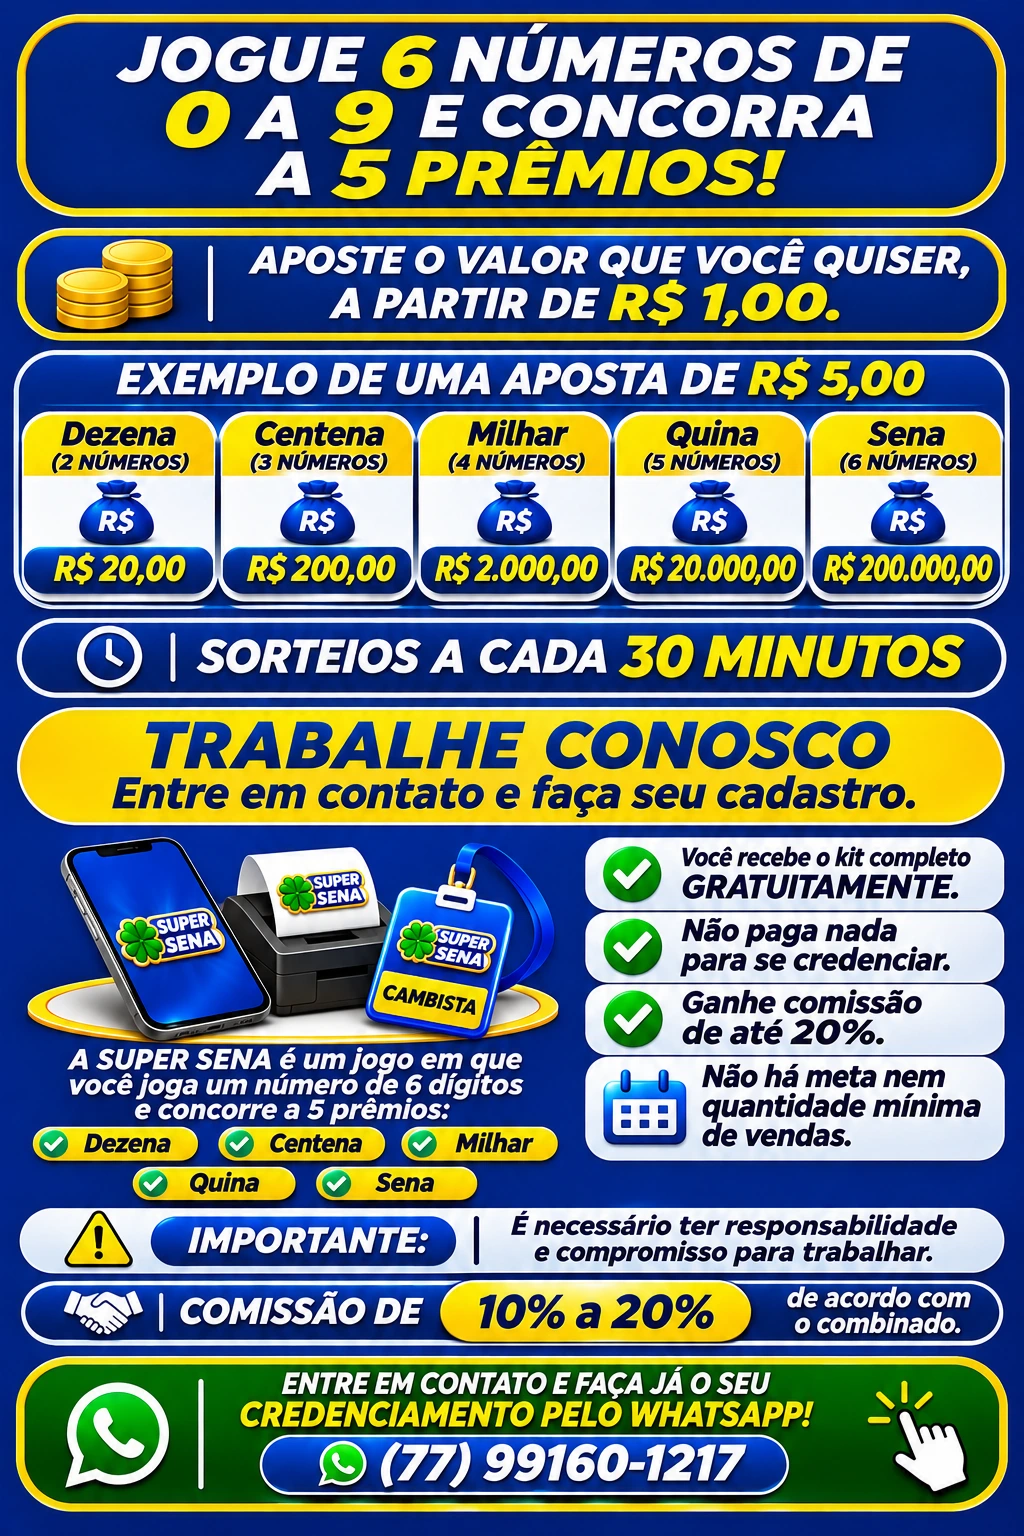 JOGUE 6 NÚMEROS DE
0 A 9 E CONCORRA
A 5 PRÊMIOS!
APOSTE O VALOR QUE VOCÊ QUISER,
A PARTIR DE R$ 1,00.
EXEMPLO DE UMA APOSTA DE R$ 5,00
Dezena
(2 NÚMEROS)
R$
R$ 20,00
Centena
(3 NÚMEROS)
R$
R$ 200,00
Milhar
(4 NÚMEROS)
R$
R$ 2.000,00
Quina
(5 NÚMEROS)
R$
R$ 20.000,00
Sena
(6 NÚMEROS)
R$
R$ 200.000,00
SORTEIOS A CADA 30 MINUTOS
TRABALHE CONOSCO
Entre em contato e faça seu cadastro.
SUPER
SENA
SUPER
SENA
SUPER
SENA
CAMBISTA
A SUPER SENA é um jogo em que
você joga um número de 6 dígitos
e concorre a 5 prêmios:
Dezena
Centena
Milhar
Quina
Sena
Você recebe o kit completo
GRATUITAMENTE.
Não paga nada
para se credenciar.
Ganhe comissão
de até 20%.
Não há meta nem
quantidade mínima
de vendas.
IMPORTANTE:
É necessário ter responsabilidade
e compromisso para trabalhar.
COMISSÃO DE 10% a 20%
de acordo com
o combinado.
ENTRE EM CONTATO E FAÇA JÁ O SEU
CREDENCIAMENTO PELO WHATSAPP!
(77) 99160-1217